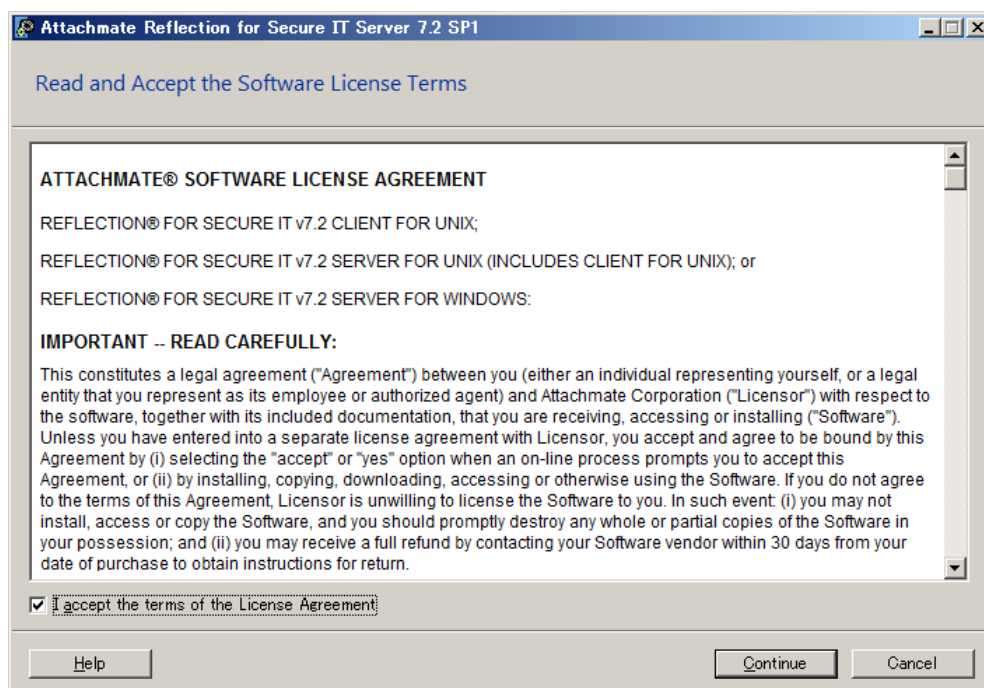 Attachmate Reflection for Secure IT Server 7.2 SP1
Read and Accept the Software License Terms
ATTACHMATE® SOFTWARE LICENSE AGREEMENT
REFLECTION® FOR SECURE IT v7.2 CLIENT FOR UNIX;
REFLECTION® FOR SECURE IT v7.2 SERVER FOR UNIX (INCLUDES CLIENT FOR UNIX); or
REFLECTION® FOR SECURE IT v7.2 SERVER FOR WINDOWS:
IMPORTANT -- READ CAREFULLY:
This constitutes a legal agreement ("Agreement") between you (either an individual representing yourself, or a legal
entity that you represent as its employee or authorized agent) and Attachmate Corporation ("Licensor") with respect to
the software, together with its included documentation, that you are receiving, accessing or installing ("Software").
Unless you have entered into a separate license agreement with Licensor, you accept and agree to be bound by this
Agreement by (i) selecting the "accept" or "yes" option when an on-line process prompts you to accept this
Agreement, or (ii) by installing, copying, downloading, accessing or otherwise using the Software. If you do not agree
to the terms of this Agreement, Licensor is unwilling to license the Software to you. In such event: (i) you may not
install, access or copy the Software, and you should promptly destroy any whole or partial copies of the Software in
your possession; and (ii) you may receive a full refund by contacting your Software vendor within 30 days from your
date of purchase to obtain instructions for return.
I accept the terms of the License Agreement
Help
Continue
Cancel